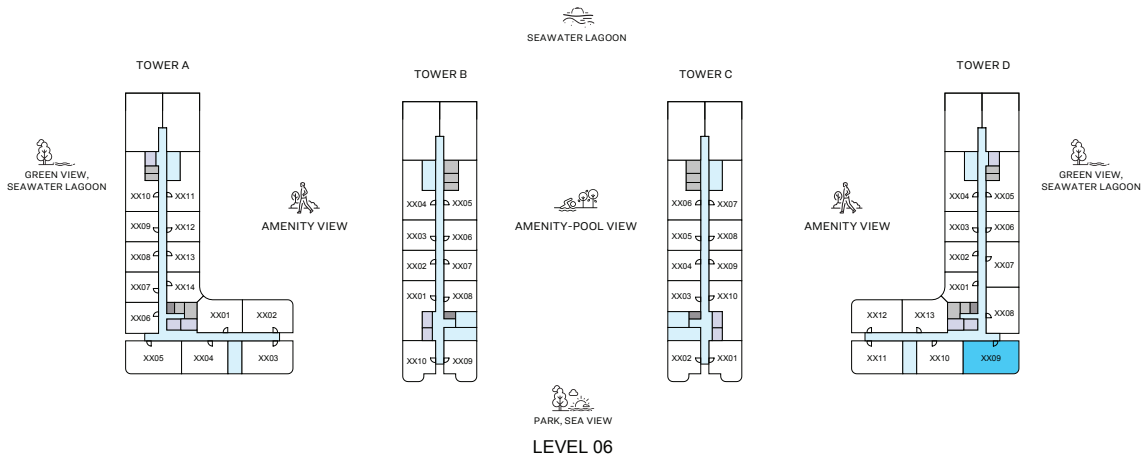 SEAWATER LAGOON
TOWER A
TOWER B
TOWER C
TOWER D
GREEN VIEW,
SEAWATER LAGOON
AMENITY VIEW
AMENITY-POOL VIEW
AMENITY VIEW
GREEN VIEW,
SEAWATER LAGOON
XX10 XX11
XX09 XX12
XX08 XX13
XX07 XX14
XX06 XX01 XX02
XX05 XX04 XX03
XX04 XX05
XX03 XX06
XX02 XX07
XX01 XX08
XX10 XX09
XX06 XX07
XX05 XX08
XX04 XX09
XX03 XX10
XX02 XX01
XX04 XX05
XX03 XX06
XX02 XX07
XX01
XX12 XX13 XX08
XX11 XX10 XX09
PARK, SEA VIEW
LEVEL 06